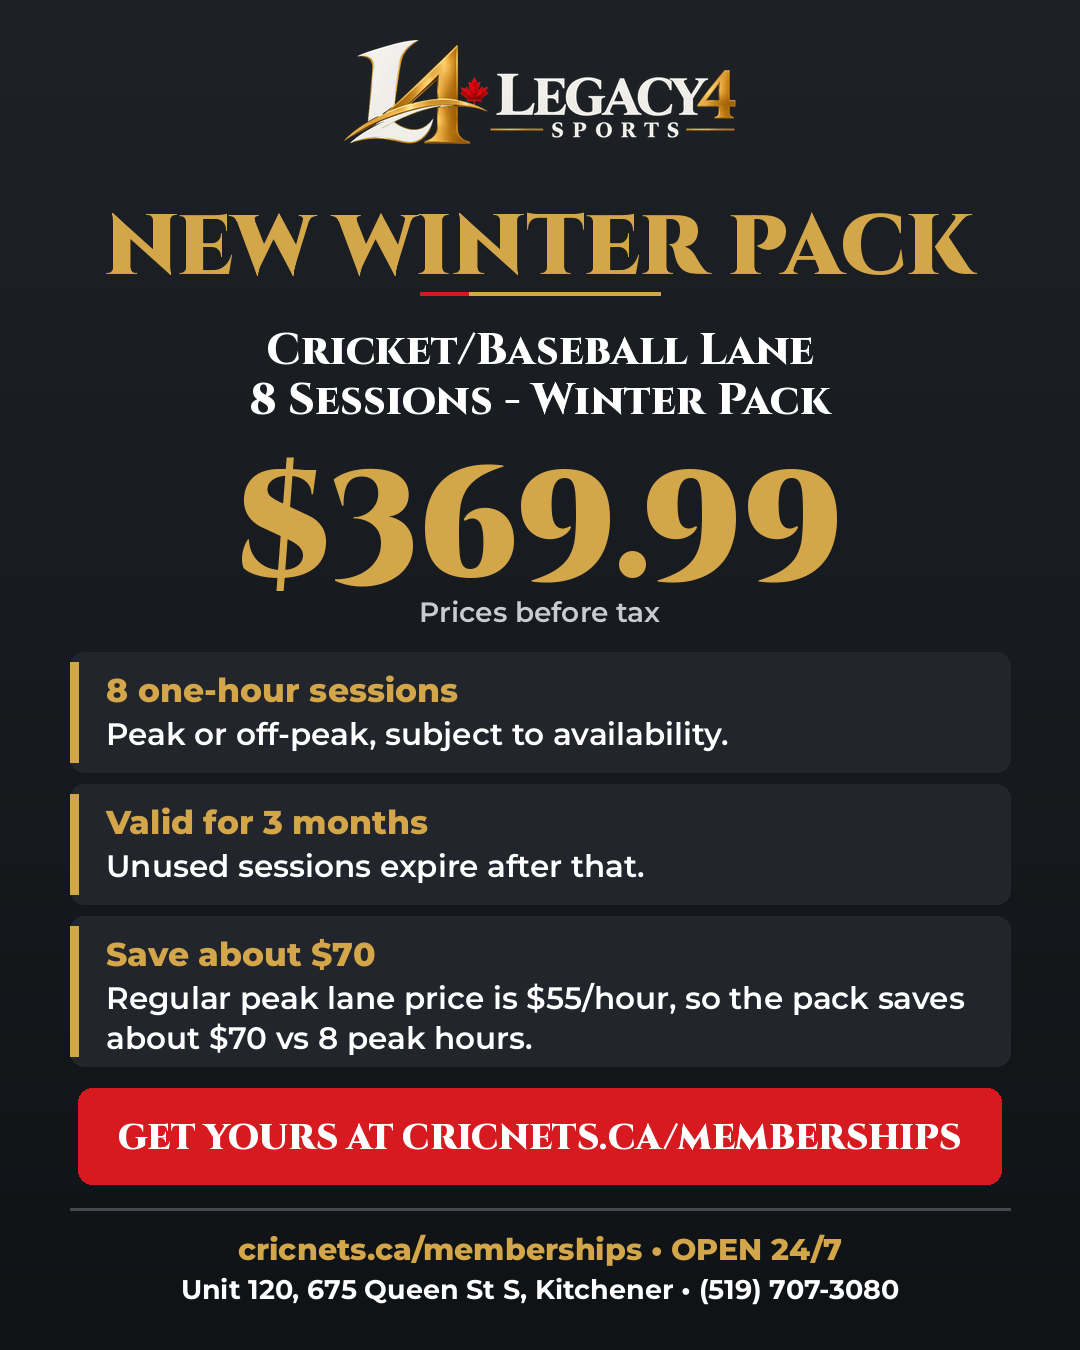 LA LEGACY4
SPORTS
NEW WINTER PACK
CRICKET/BASEBALL LANE
8 SESSIONS - WINTER PACK
$369.99
Prices before tax
8 one-hour sessions
Peak or off-peak, subject to availability.
Valid for 3 months
Unused sessions expire after that.
Save about $70
Regular peak lane price is $55/hour, so the pack saves
about $70 vs 8 peak hours.
GET YOURS AT CRICNETS.CA/MEMBERSHIPS
cricnets.ca/memberships • OPEN 24/7
Unit 120, 675 Queen St S, Kitchener • (519) 707-3080